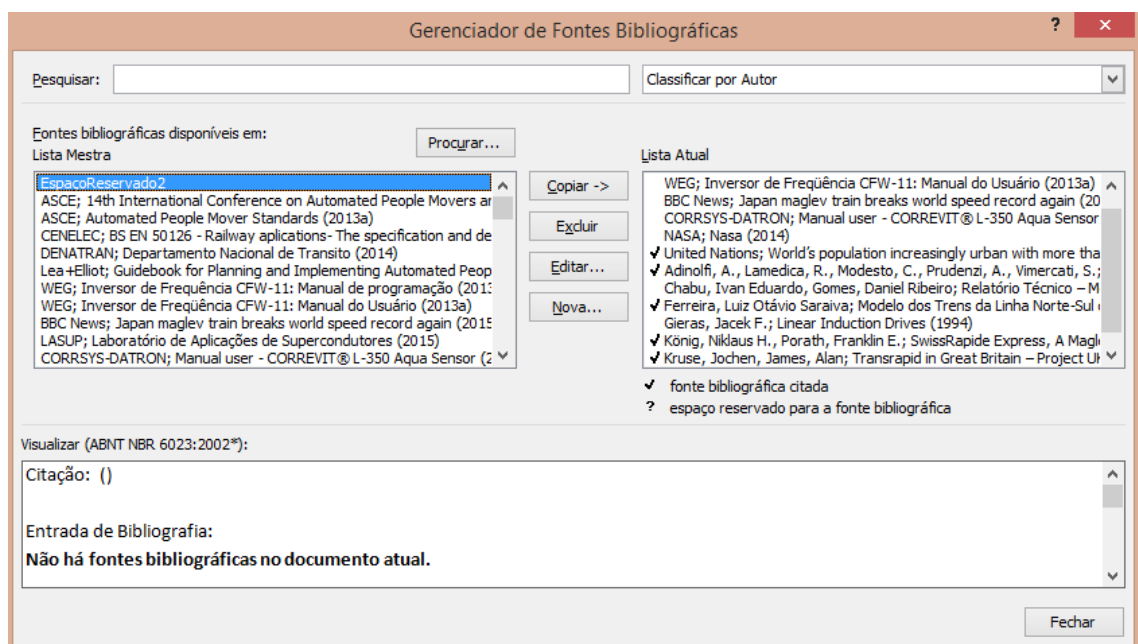 Gerenciador de Fontes Bibliográficas
?
Pesquisar:
Classificar por Autor
Fontes bibliográficas disponíveis em:
Lista Mestra
Procurar...
Lista Atual
EspaçoReservado2
ASCE; 14th International Conference on Automated People Movers an
ASCE; Automated People Mover Standards (2013a)
CENELEC; BS EN 50126 - Railway aplications- The specification and de
DENATRAN; Departamento Nacional de Transito (2014)
Lea+Elliot; Guidebook for Planning and Implementing Automated Peop
WEG; Inversor de Frequência CFW-11: Manual de programação (2013
WEG; Inversor de Freqüência CFW-11: Manual do Usuário (2013a)
BBC News; Japan maglev train breaks world speed record again (2015
LASUP; Laboratório de Aplicações de Supercondutores (2015)
CORRSYS-DATRON; Manual user - CORREVIT® L-350 Aqua Sensor (2
Copiar ->
Excluir
Editar...
Nova...
WEG; Inversor de Freqüência CFW-11: Manual do Usuário (2013a)
BBC News; Japan maglev train breaks world speed record again (20
CORRSYS-DATRON; Manual user - CORREVIT® L-350 Aqua Sensor
NASA; Nasa (2014)
✓ United Nations; World's population increasingly urban with more tha
✓ Adinolfi, A., Lamedica, R., Modesto, C., Prudenzi, A., Vimercati, S.;
Chabu, Ivan Eduardo, Gomes, Daniel Ribeiro; Relatório Técnico – M
✓ Ferreira, Luiz Otávio Saraiva; Modelo dos Trens da Linha Norte-Sul
Gieras, Jacek F.; Linear Induction Drives (1994)
✓ König, Niklaus H., Porath, Franklin E.; SwissRapide Express, A Magl
✓ Kruse, Jochen, James, Alan; Transrapid in Great Britain – Project UK
✓ fonte bibliográfica citada
? espaço reservado para a fonte bibliográfica
Visualizar (ABNT NBR 6023:2002*):
Citação: ()
Entrada de Bibliografia:
Não há fontes bibliográficas no documento atual.
Fechar